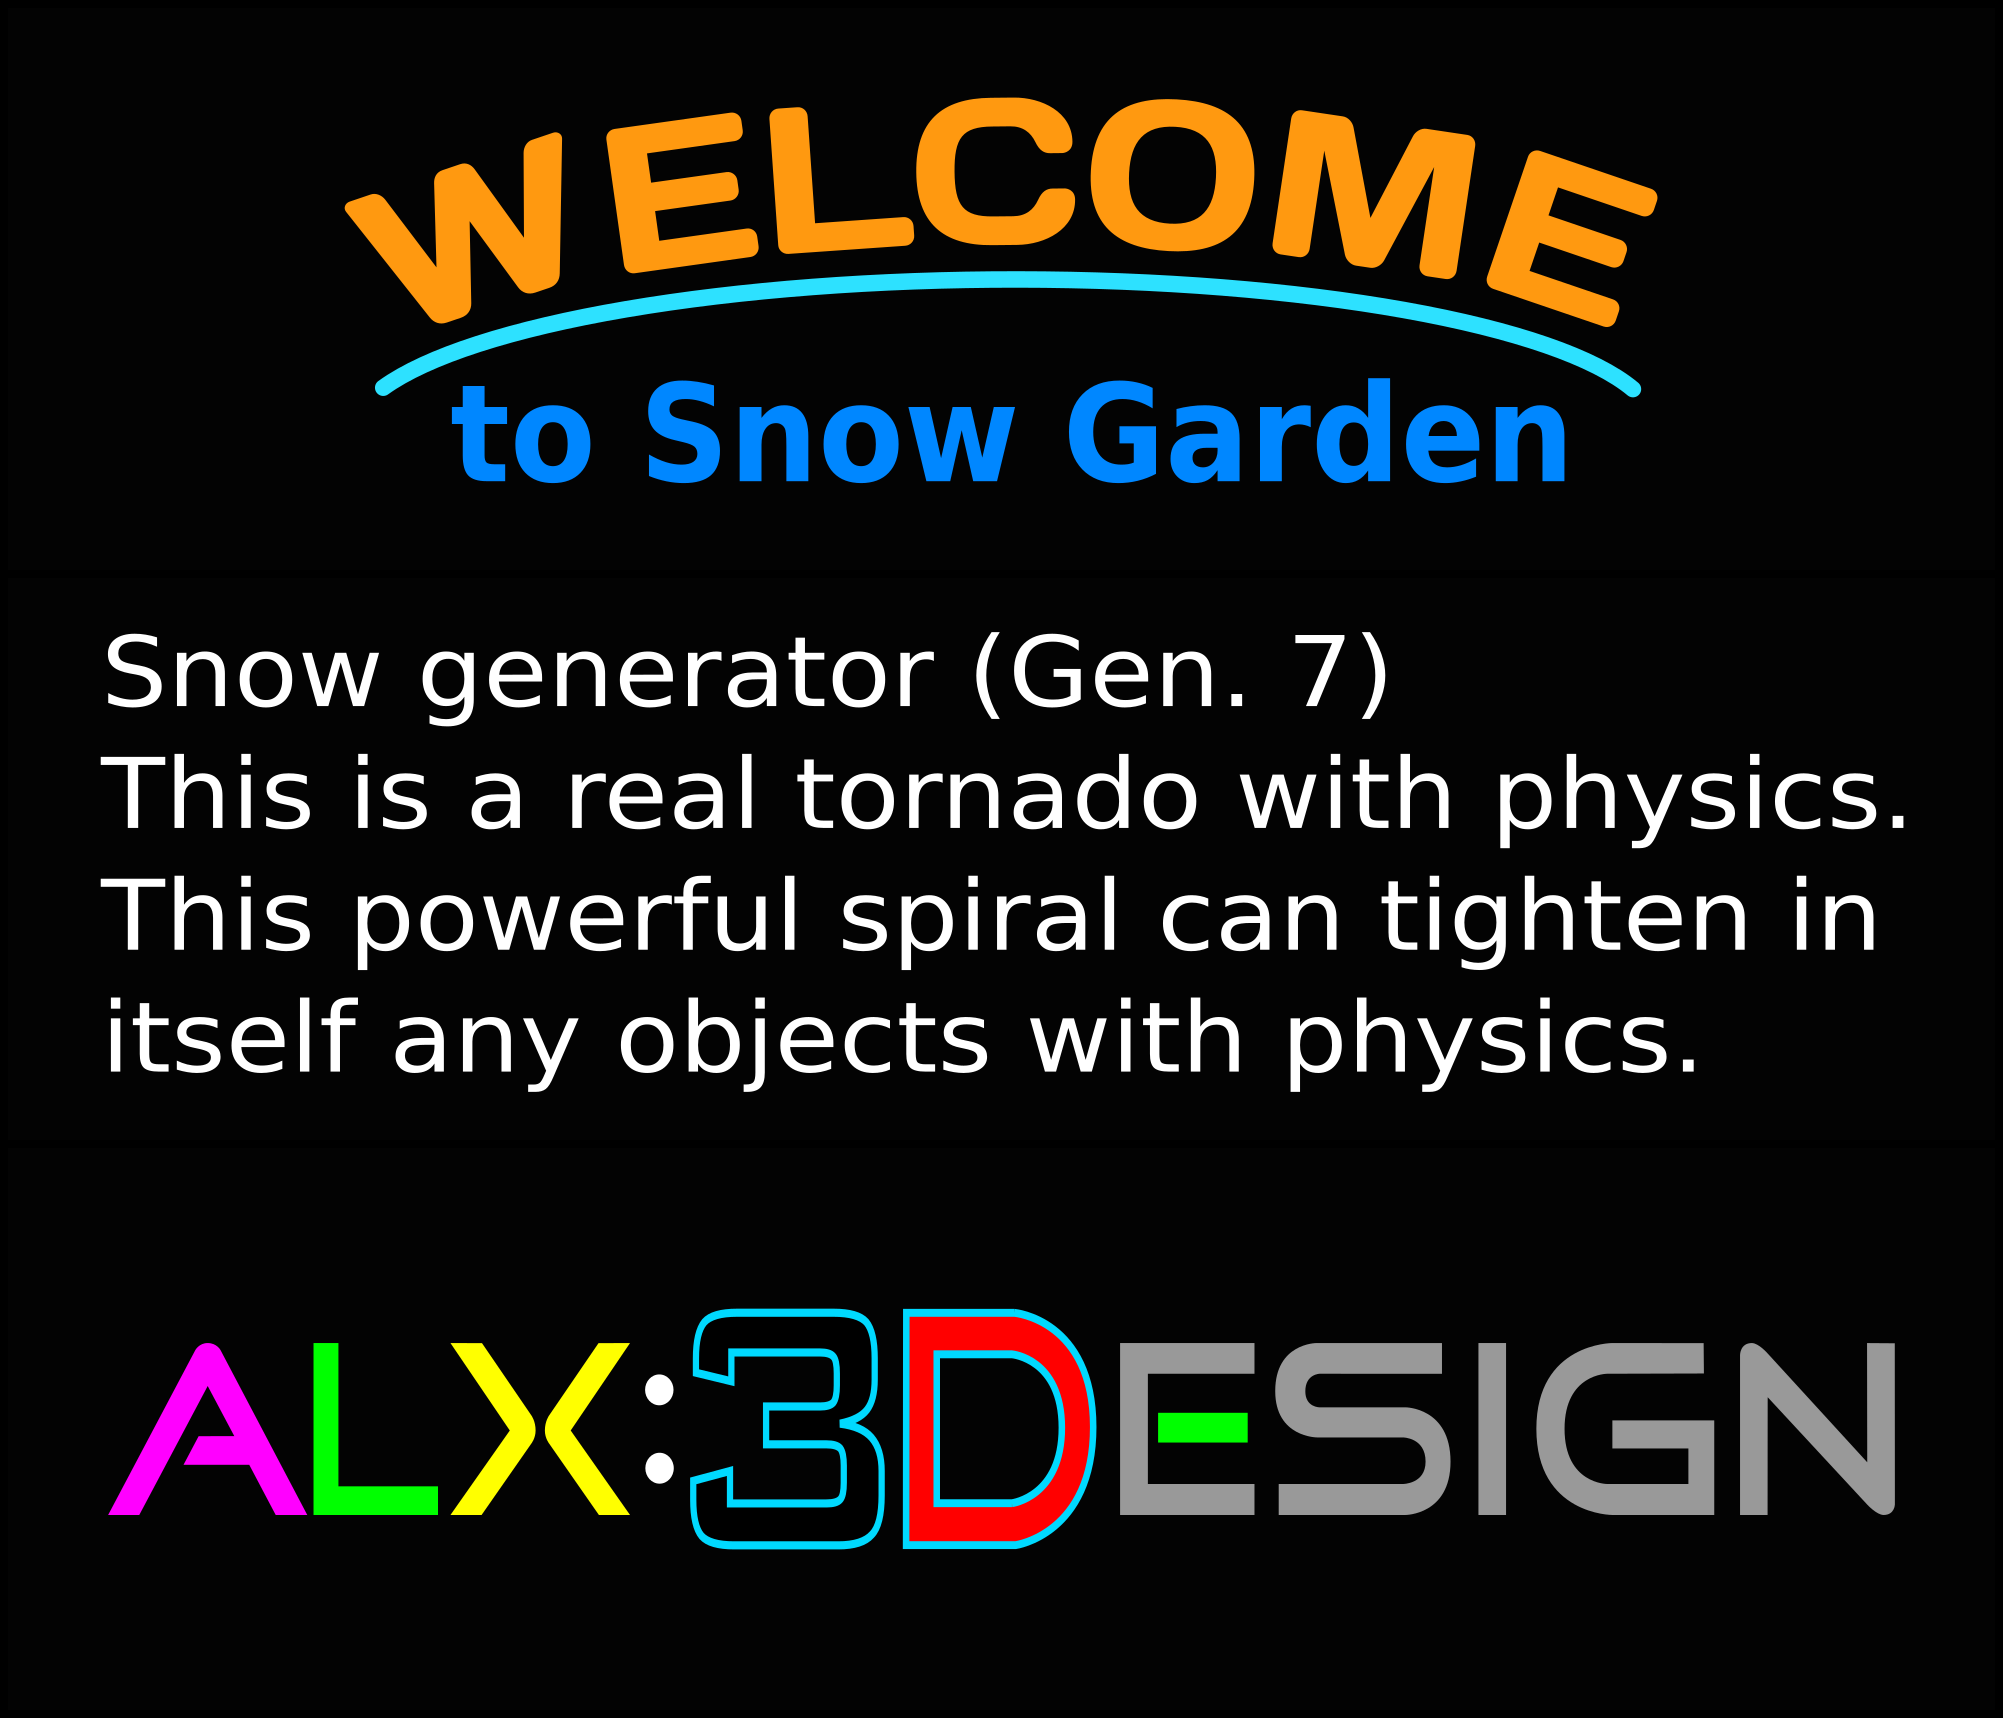 WELCOME
to Snow Garden
Snow generator (Gen. 7)
This is a real tornado with physics.
This powerful spiral can tighten in
itself any objects with physics.
ALX:3DESIGN